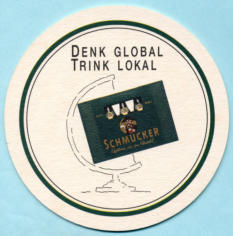 DENK GLOBAL
TRINK LOKAL
SCHMUCKER